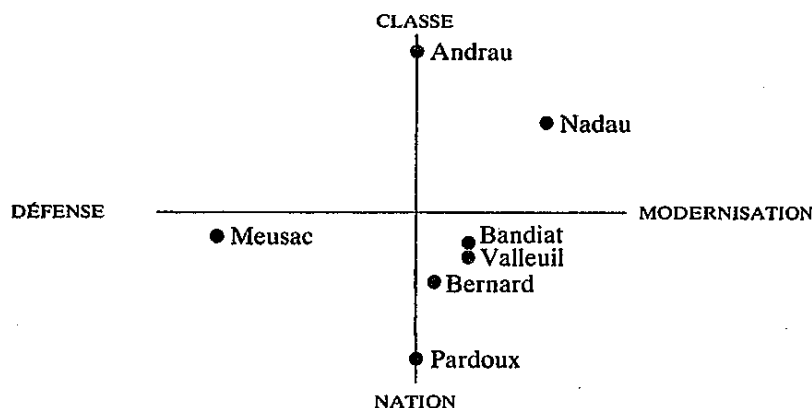 CLASSE
Andrau
Nadau
DÉFENSE
MODERNISATION
Meusac
Bandiat
Valleuil
Bernard
Pardoux
NATION